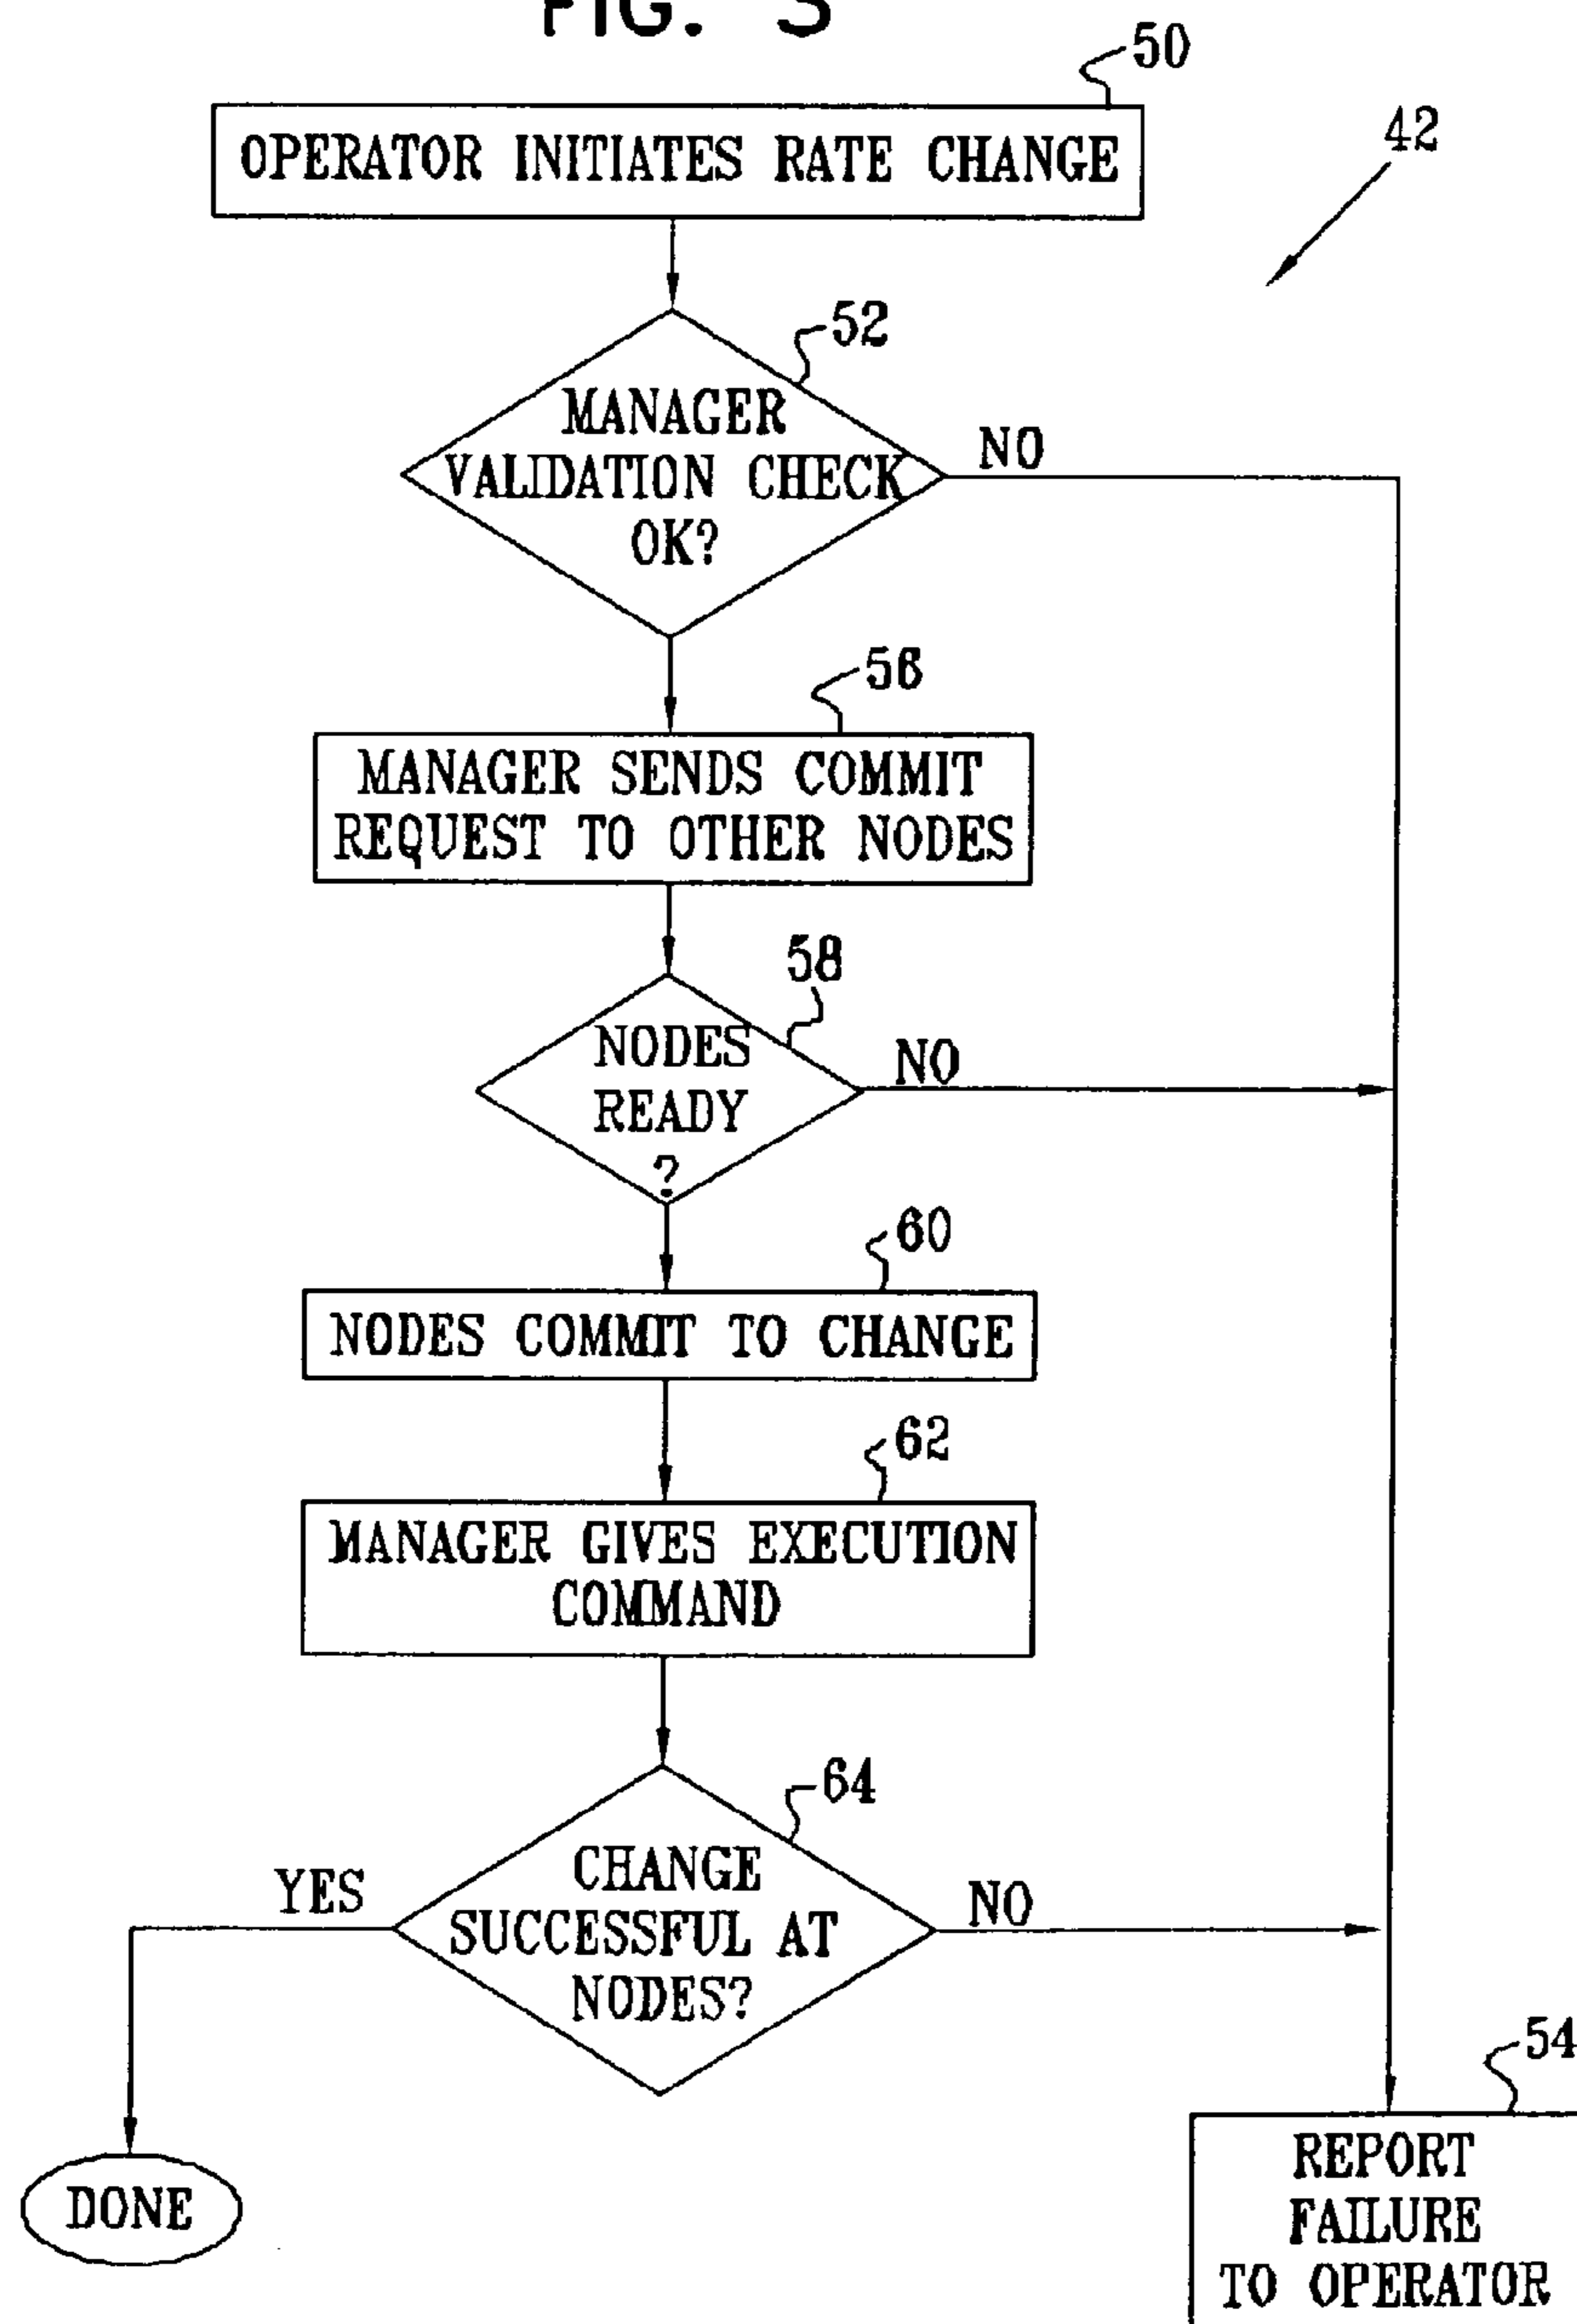 FIG. 3
50
42
OPERATOR INITIATES RATE CHANGE
52
MANAGER
VALIDATION CHECK
OK?
NO
56
MANAGER SENDS COMMIT
REQUEST TO OTHER NODES
58
NODES
READY
?
NO
60
NODES COMMIT TO CHANGE
62
MANAGER GIVES EXECUTION
COMMAND
64
YES
CHANGE
SUCCESSFUL AT
NODES?
NO
54
DONE
REPORT
FAILURE
TO OPERATOR